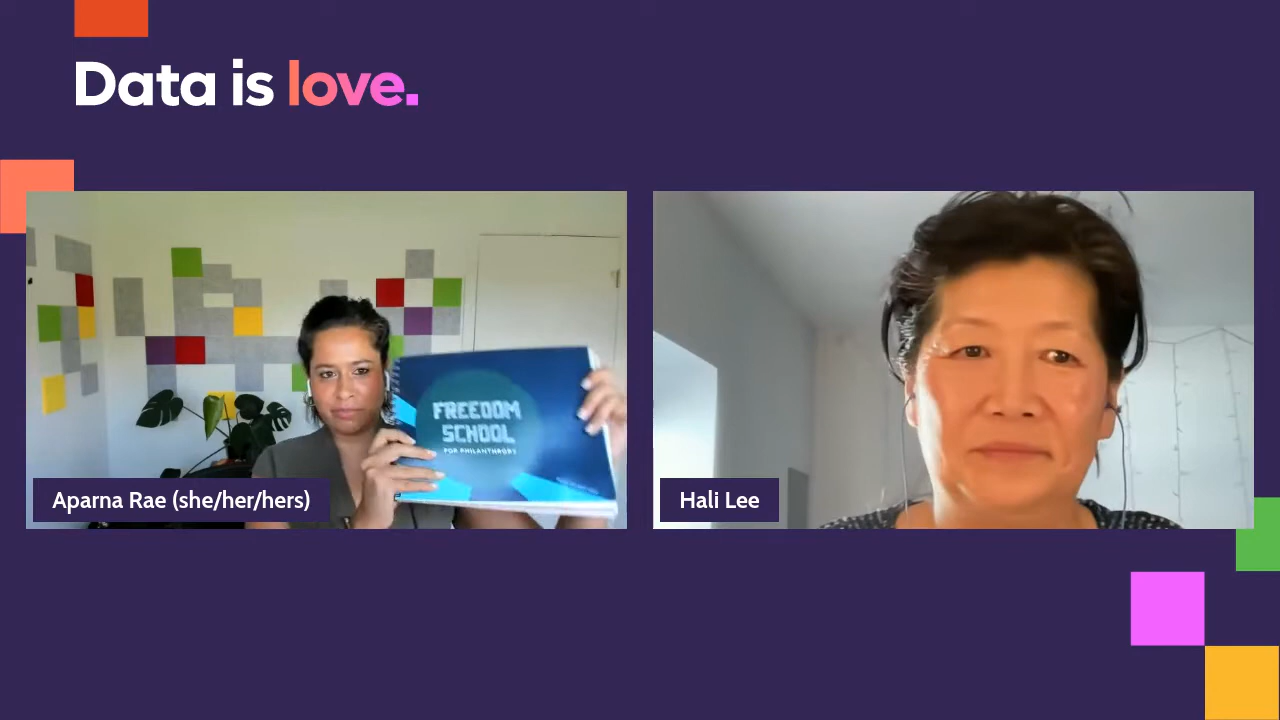 Data is love.
FREEDOM
SCHOOL
FOR PHILANTHROPY
Aparna Rae (she/her/hers)
Hali Lee